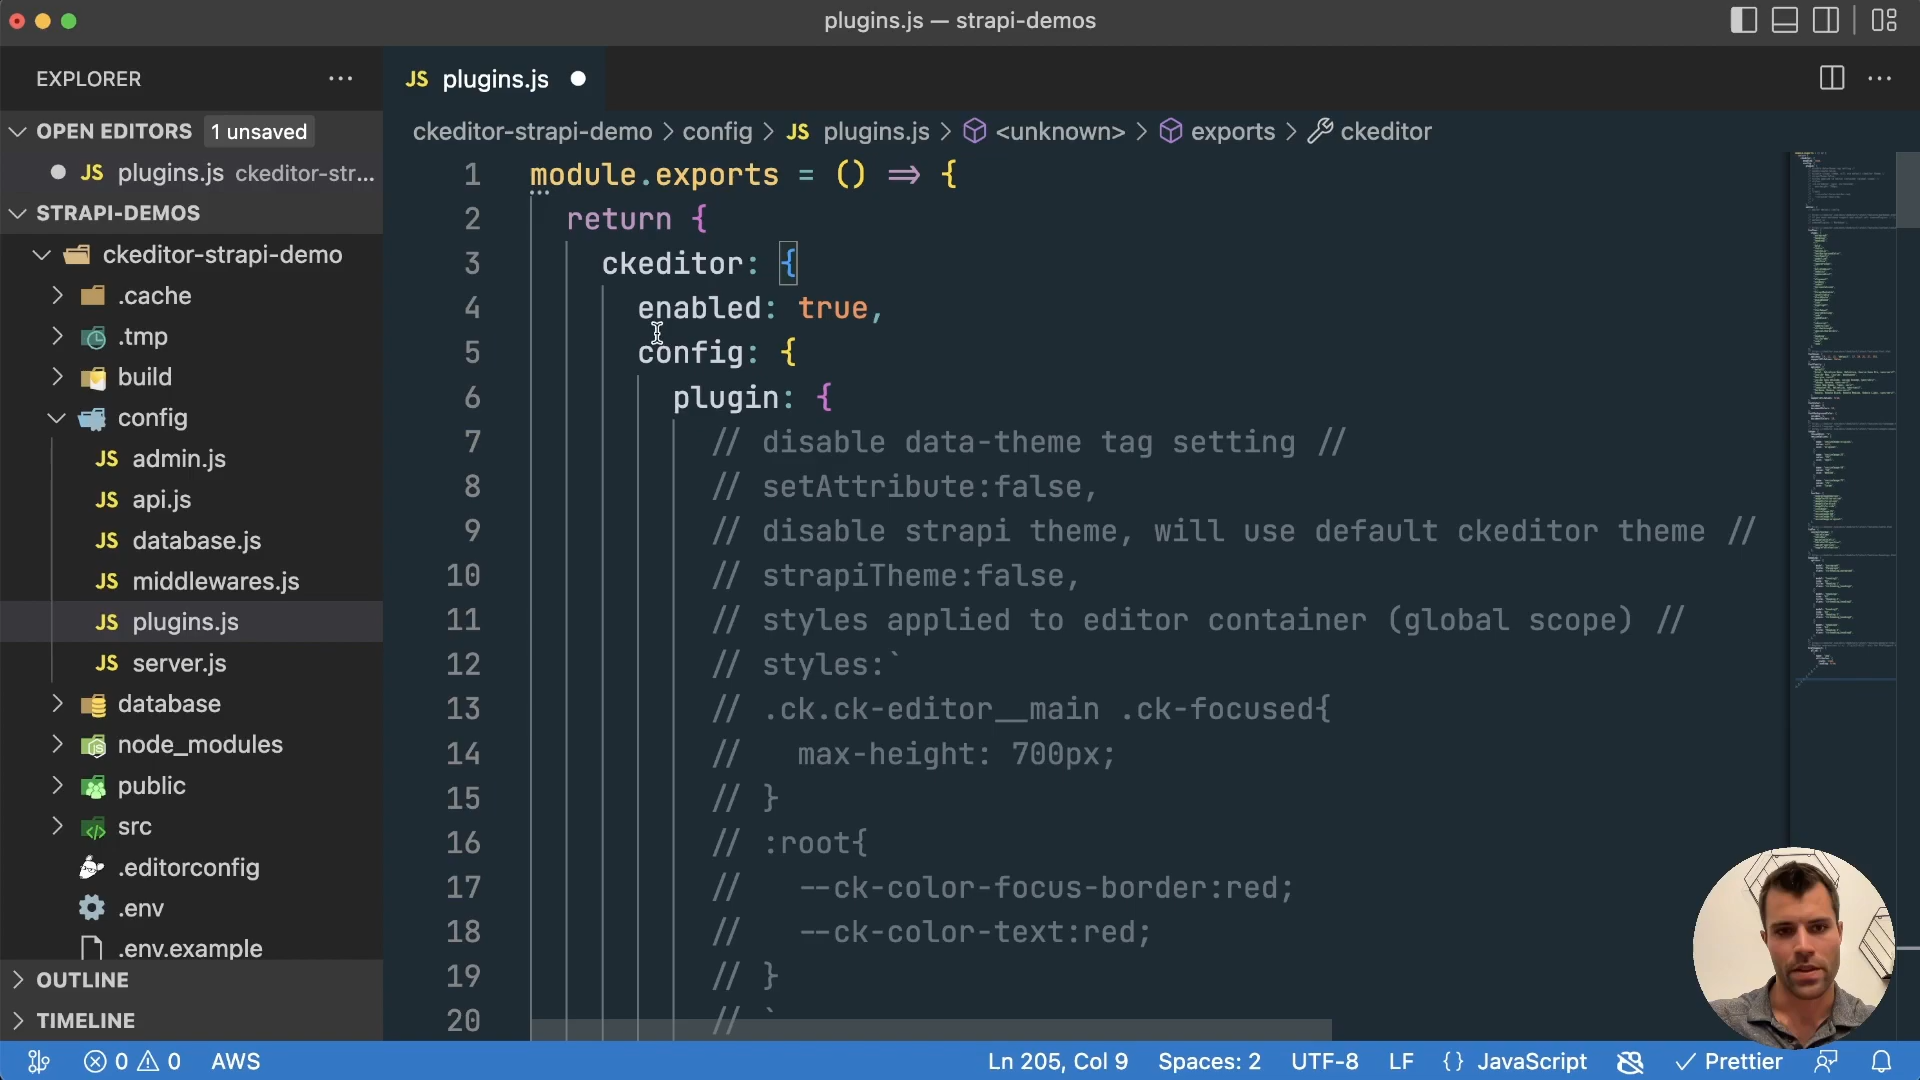 plugins.js — strapi-demos
EXPLORER
JS plugins.js
OPEN EDITORS 1 unsaved
JS plugins.js ckeditor-str...
STRAPI-DEMOS
ckeditor-strapi-demo
.cache
.tmp
build
config
JS admin.js
JS api.js
JS database.js
JS middlewares.js
JS plugins.js
JS server.js
database
node_modules
public
src
.editorconfig
.env
.env.example
OUTLINE
TIMELINE
ckeditor-strapi-demo > config > JS plugins.js > <unknown> > exports > ckeditor
1 module.exports = () => {
2 return {
3 ckeditor: {
4 enabled: true,
5 config: {
6 plugin: {
7 // disable data-theme tag setting //
8 // setAttribute:false,
9 // disable strapi theme, will use default ckeditor theme //
10 // strapiTheme:false,
11 // styles applied to editor container (global scope) //
12 // styles:`
13 // .ck.ck-editor__main .ck-focused{
14 // max-height: 700px;
15 // }
16 // :root{
17 // --ck-color-focus-border:red;
18 // --ck-color-text:red;
19 // }
20 // `
0 0 AWS Ln 205, Col 9 Spaces: 2 UTF-8 LF {} JavaScript Prettier